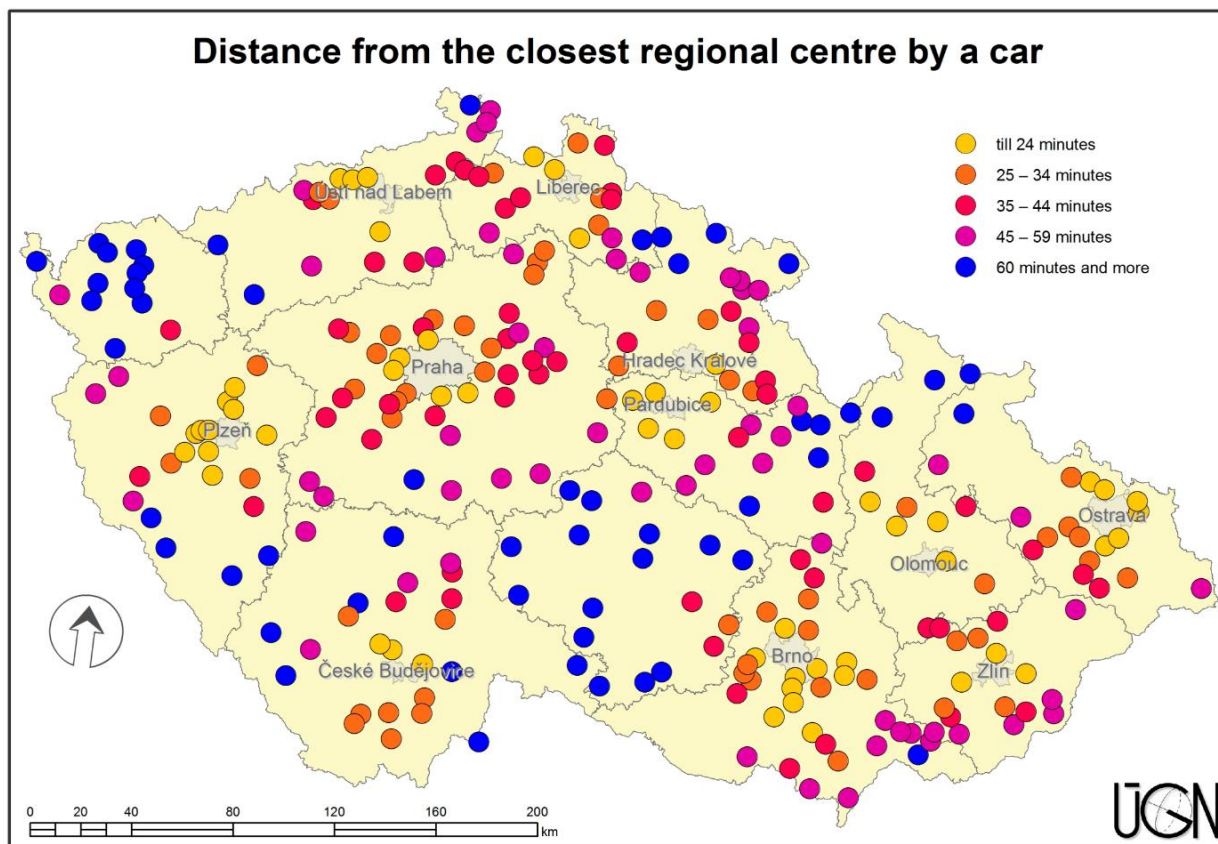 Distance from the closest regional centre by a car
till 24 minutes
25 – 34 minutes
35 – 44 minutes
45 – 59 minutes
60 minutes and more
Liberec
Ústí nad Labem
Hradec Králové
Praha
Pardubice
Plzeň
Ostrava
Olomouc
Brno
České Budějovice
Zlín
0 20 40 80 120 160 200
km
ÚGN